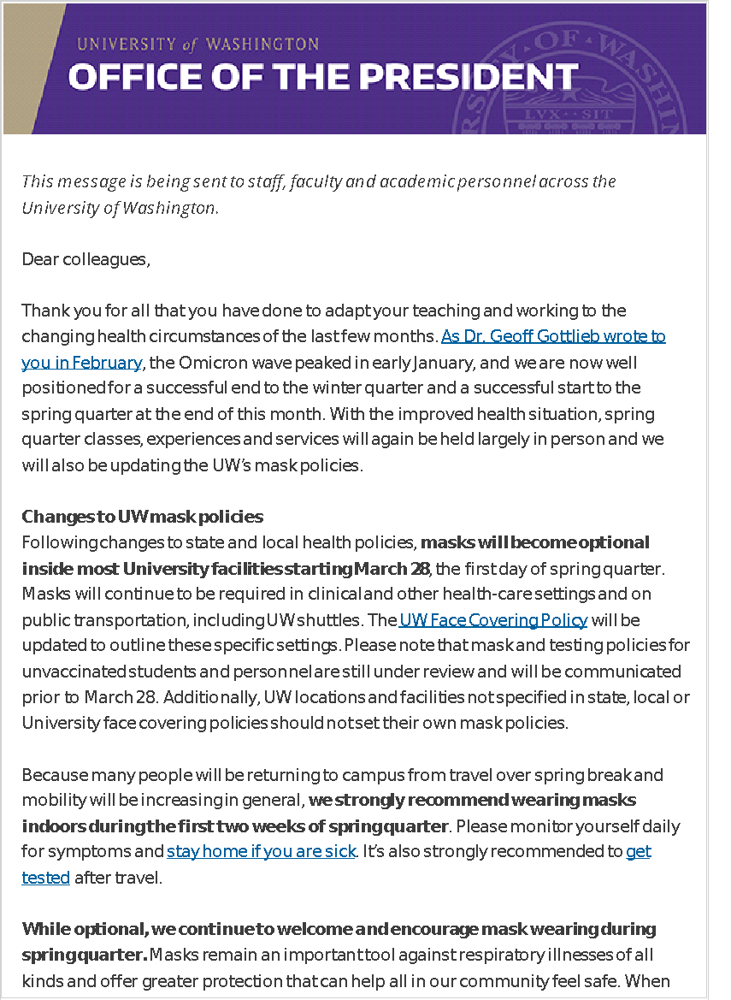 UNIVERSITY of WASHINGTON
OFFICE OF THE PRESIDENT
LVX SIT
This message is being sent to staff, faculty and academic personnel across the
University of Washington.
Dear colleagues,
Thank you for all that you have done to adapt your teaching and working to the
changing health circumstances of the last few months. As Dr. Geoff Gottlieb wrote to
you in February, the Omicron wave peaked in early January, and we are now well
positioned for a successful end to the winter quarter and a successful start to the
spring quarter at the end of this month. With the improved health situation, spring
quarter classes, experiences and services will again be held largely in person and we
will also be updating the UW's mask policies.
Changes to UW mask policies
Following changes to state and local health policies, masks will become optional
inside most University facilities starting March 28, the first day of spring quarter.
Masks will continue to be required in clinical and other health-care settings and on
public transportation, including UW shuttles. The UW Face Covering Policy will be
updated to outline these specific settings. Please note that mask and testing policies for
unvaccinated students and personnel are still under review and will be communicated
prior to March 28. Additionally, UW locations and facilities not specified in state, local or
University face covering policies should not set their own mask policies.
Because many people will be returning to campus from travel over spring break and
mobility will be increasing in general, we strongly recommend wearing masks
indoors during the first two weeks of spring quarter. Please monitor yourself daily
for symptoms and stay home if you are sick. It's also strongly recommended to get
tested after travel.
While optional, we continue to welcome and encourage mask wearing during
spring quarter. Masks remain an important tool against respiratory illnesses of all
kinds and offer greater protection that can help all in our community feel safe. When